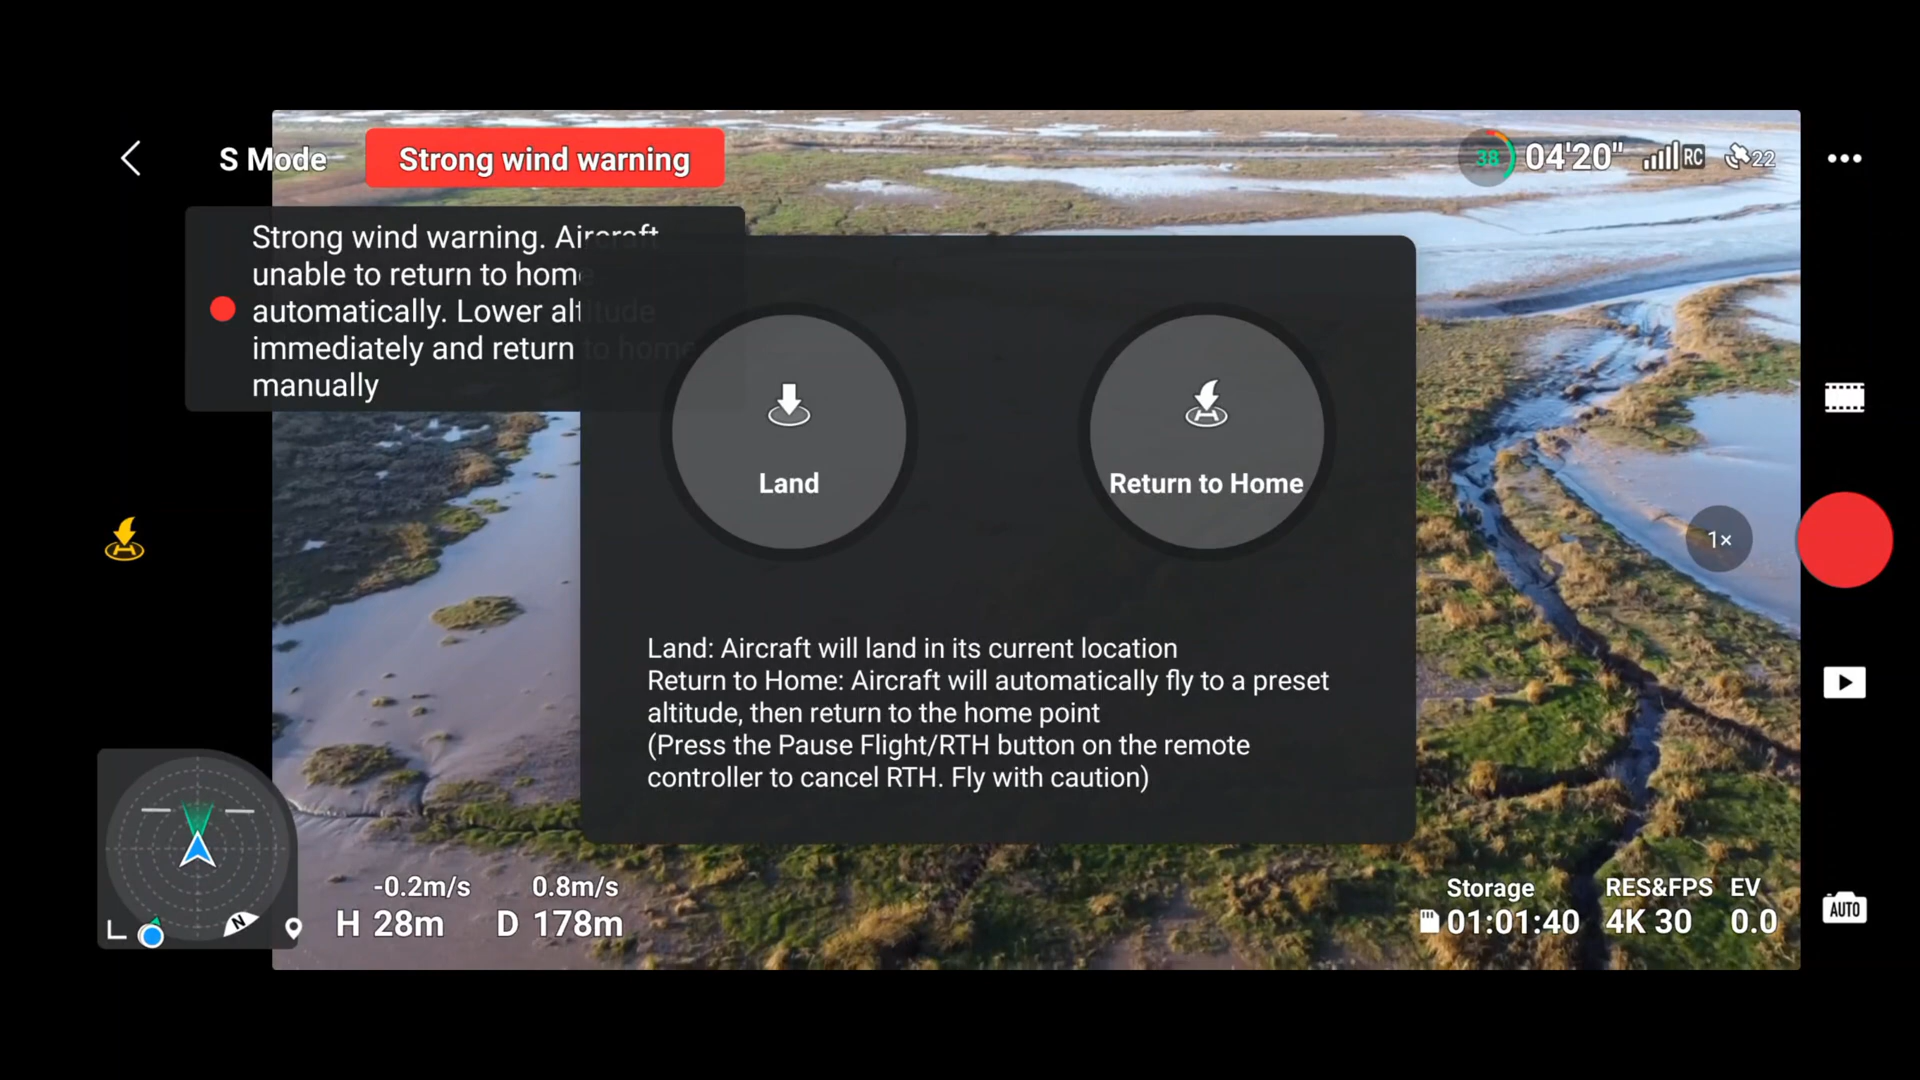 S Mode
Strong wind warning
38
04'20"
RC
22
Strong wind warning. Aircraft
unable to return to home
automatically. Lower altitude
immediately and return to home
manually
Land
Return to Home
1×
Land: Aircraft will land in its current location
Return to Home: Aircraft will automatically fly to a preset
altitude, then return to the home point
(Press the Pause Flight/RTH button on the remote
controller to cancel RTH. Fly with caution)
N
-0.2m/s
0.8m/s
H 28m
D 178m
Storage
RES&FPS
EV
01:01:40
4K 30
0.0
AUTO